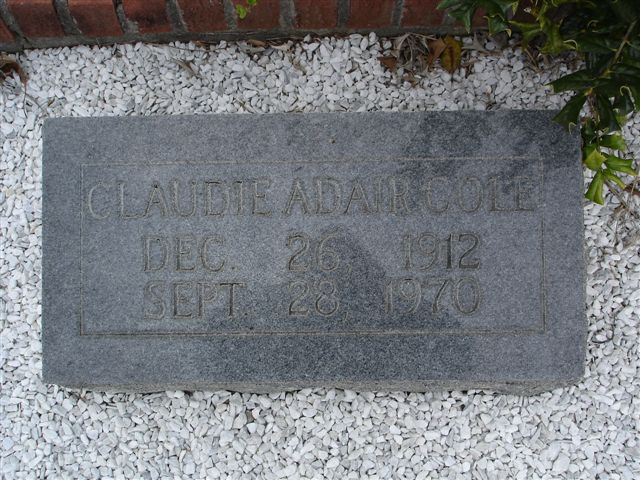 CLAUDIE ADAIR COLE
DEC. 26, 1912
SEPT. 28, 1970